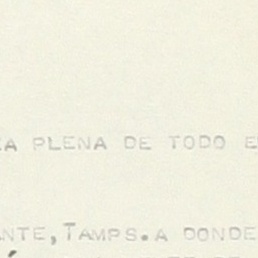 A PLENA DE TODO E
ANTE, TAMPS. A DONDE